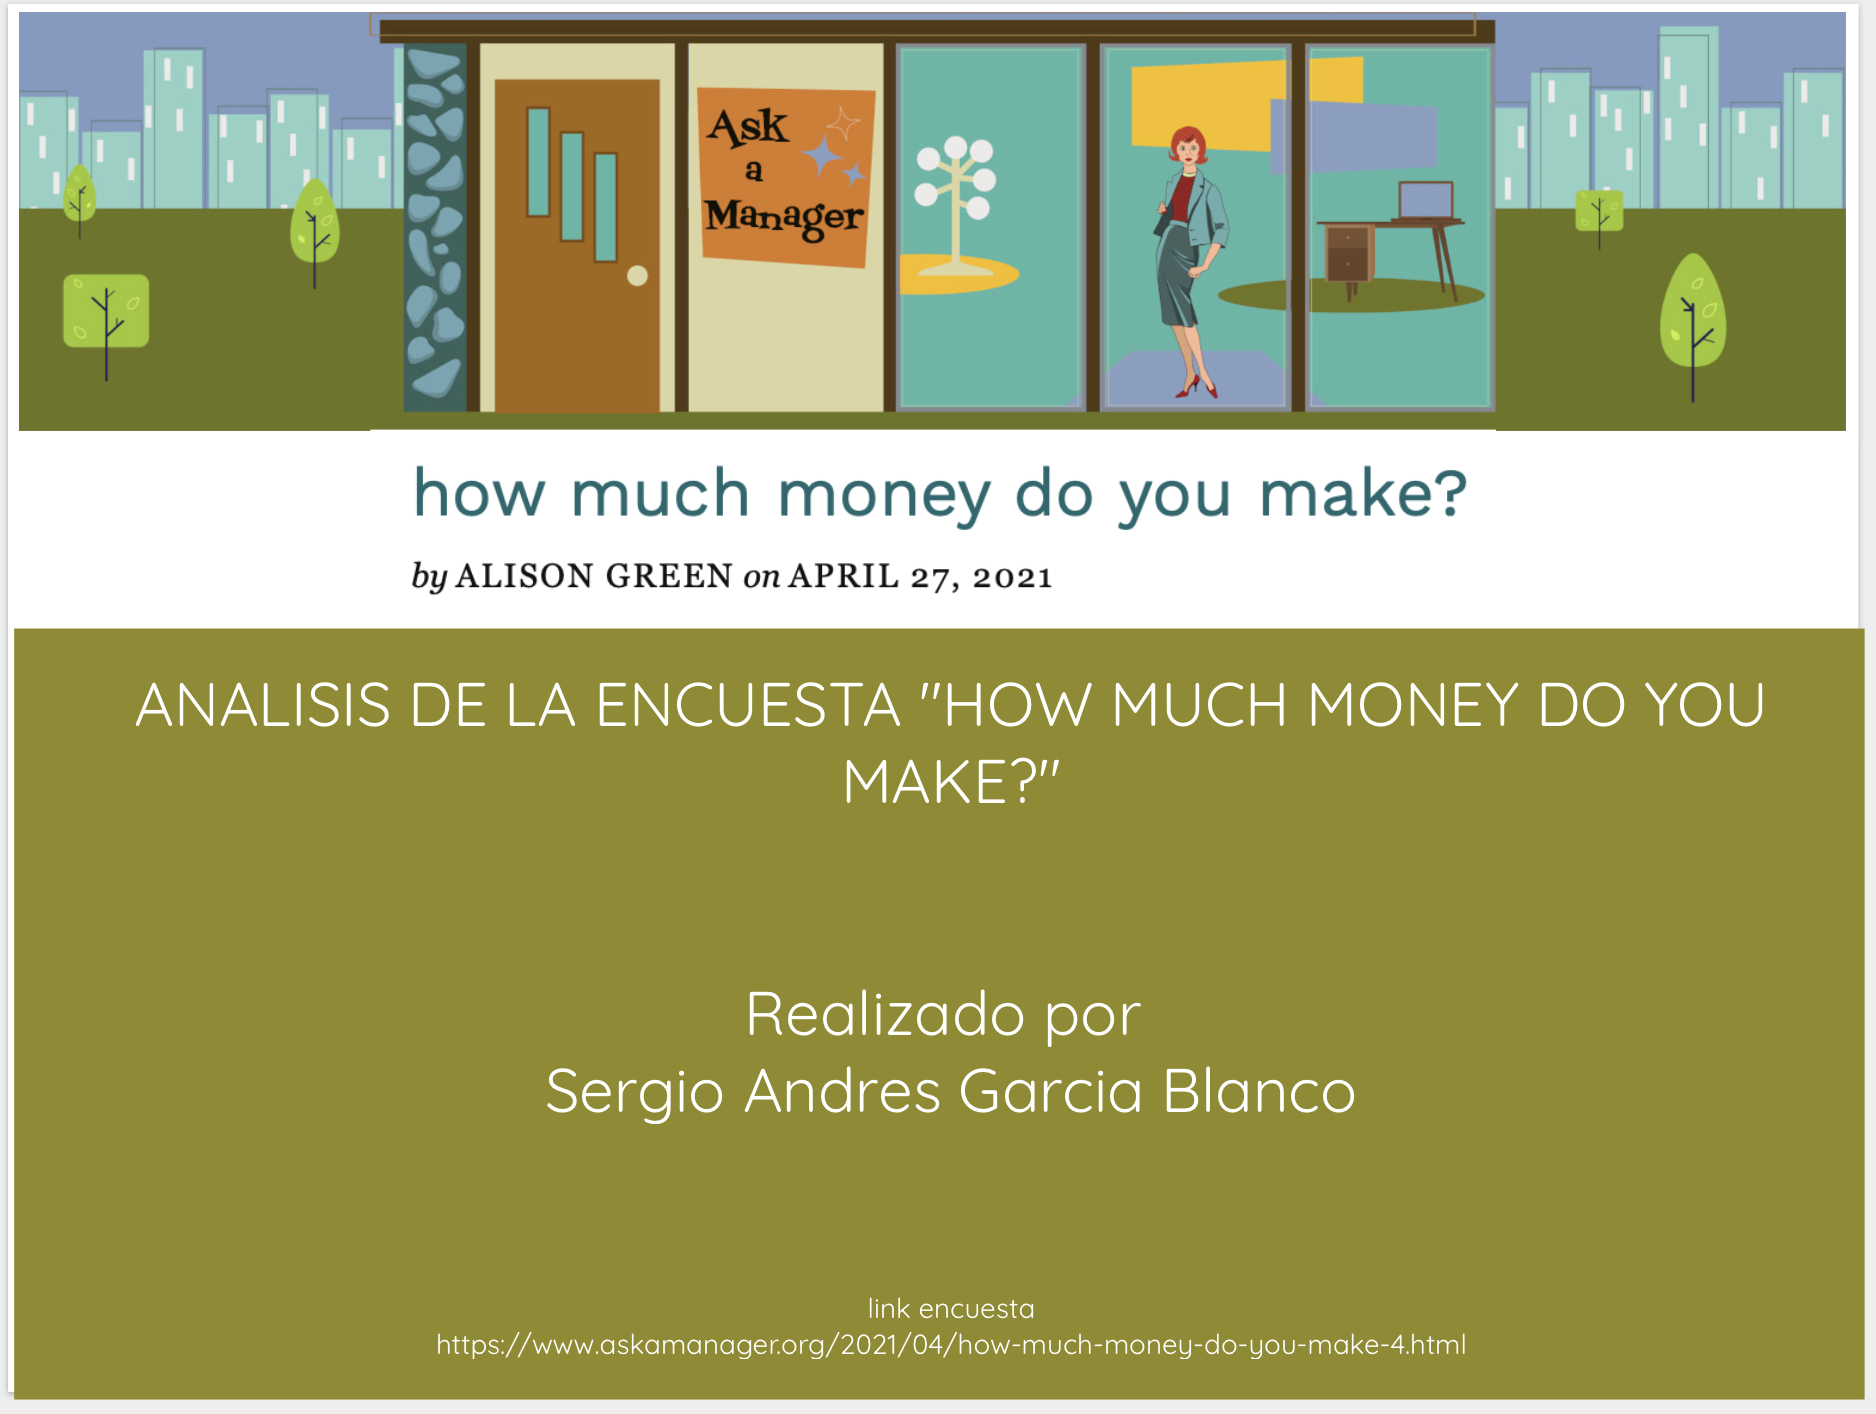 Ask
a
Manager
how much money do you make?
by ALISON GREEN on APRIL 27, 2021
ANALISIS DE LA ENCUESTA "HOW MUCH MONEY DO YOU
MAKE?"
Realizado por
Sergio Andres Garcia Blanco
link encuesta
https://www.askamanager.org/2021/04/how-much-money-do-you-make-4.html